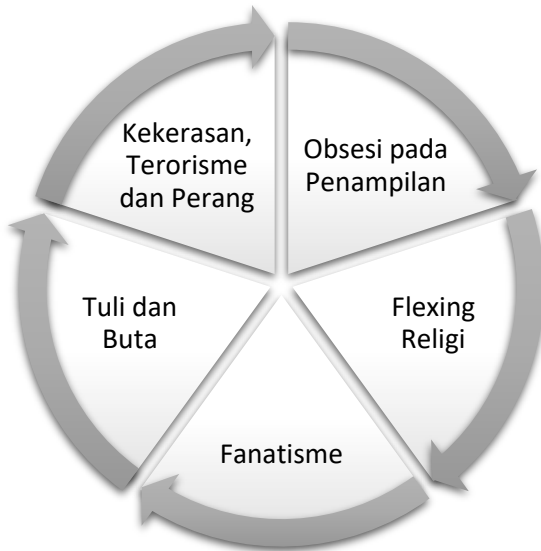 Obsesi pada
Penampilan
Flexing
Religi
Fanatisme
Tuli dan
Buta
Kekerasan,
Terorisme
dan Perang